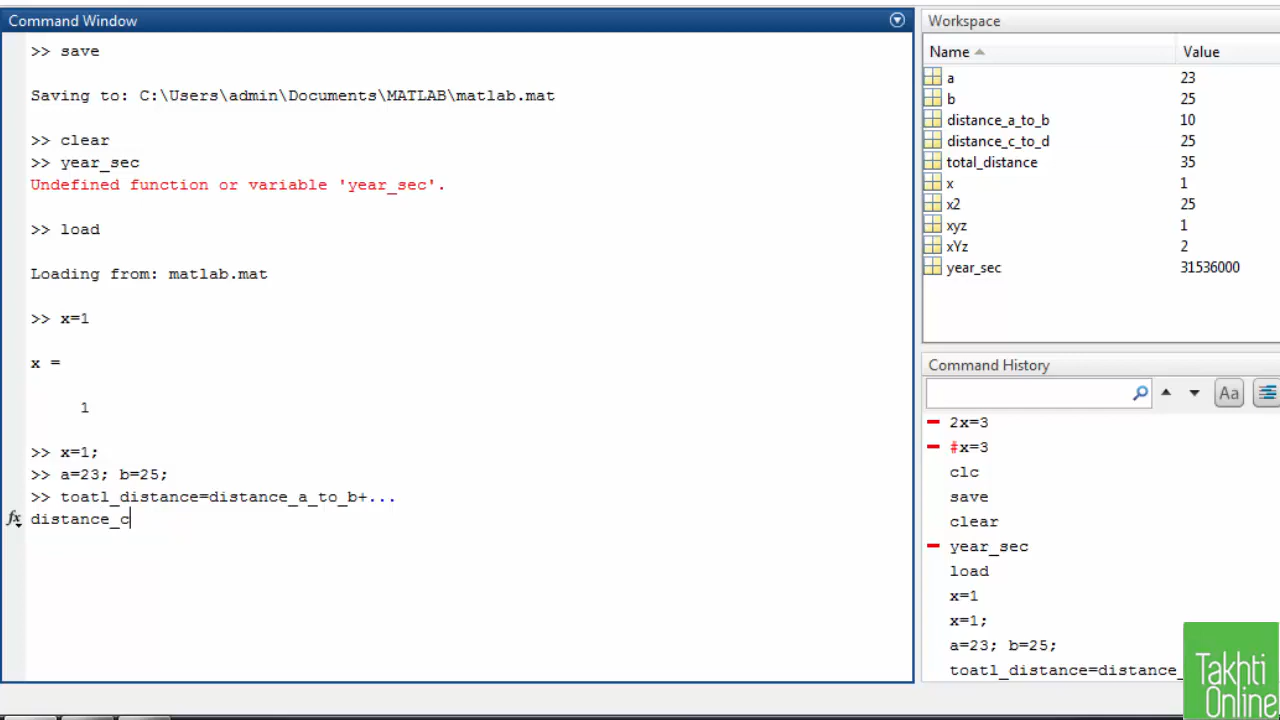 Command Window
>> save
Saving to: C:\Users\admin\Documents\MATLAB\matlab.mat
>> clear
>> year_sec
Undefined function or variable 'year_sec'.
>> load
Loading from: matlab.mat
>> x=1
x =
1
>> x=1;
>> a=23; b=25;
>> toatl_distance=distance_a_to_b+...
fx distance_c
Workspace
Name Value
a 23
b 25
distance_a_to_b 10
distance_c_to_d 25
total_distance 35
x 1
x2 25
xyz 1
xYz 2
year_sec 31536000
Command History
Aa
2x=3
#x=3
clc
save
clear
year_sec
load
x=1
x=1;
a=23; b=25;
toatl_distance=distance_
Takhti
Online